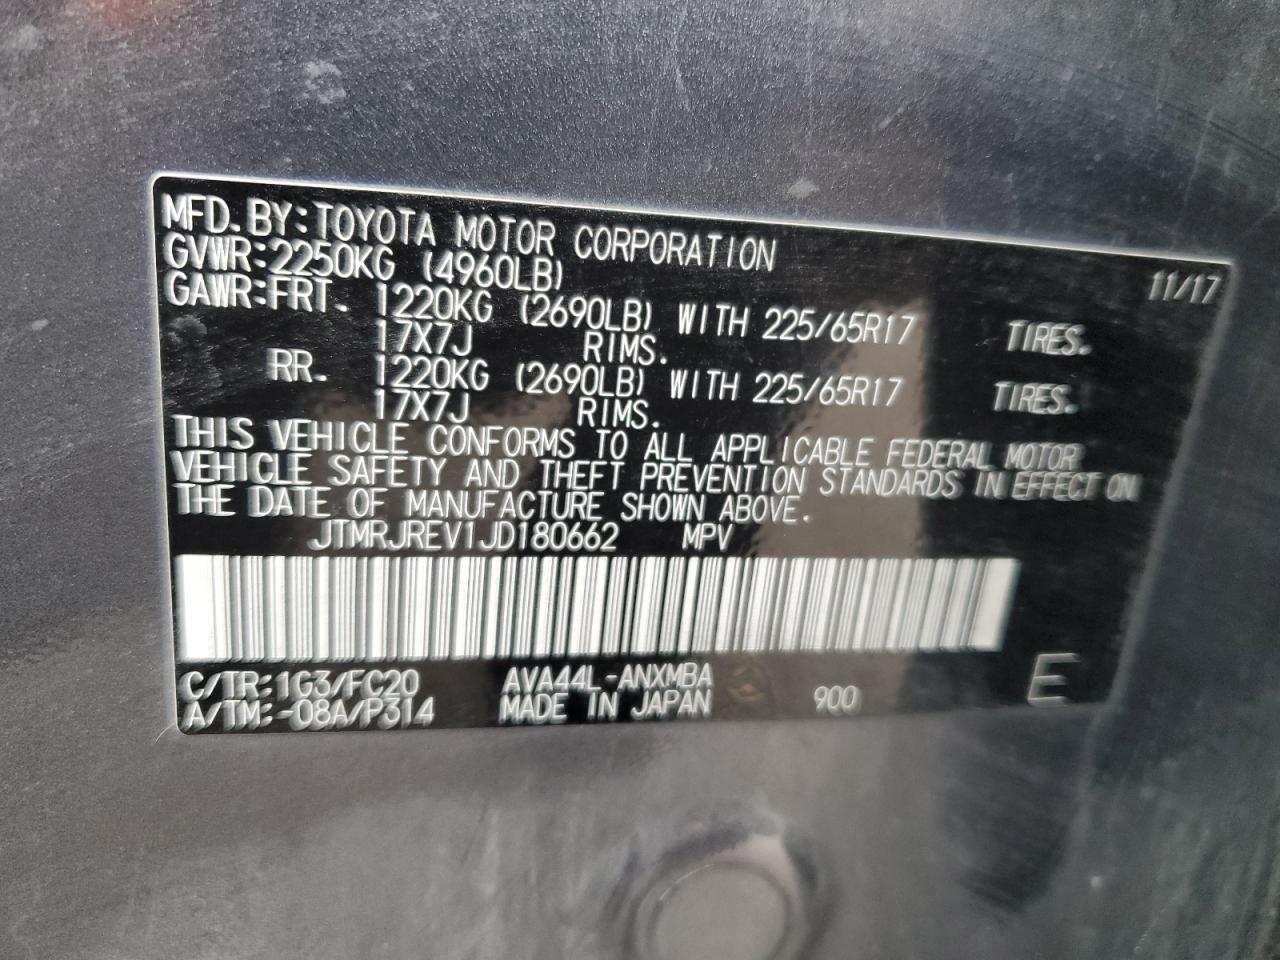 MFD. BY: TOYOTA MOTOR CORPORATION 11/17
GVWR: 2250KG (4960LB)
GAWR: FRT. 1220KG (2690LB) WITH 225/65R17 TIRES.
17X7J RIMS.
RR. 1220KG (2690LB) WITH 225/65R17 TIRES.
17X7J RIMS.
THIS VEHICLE CONFORMS TO ALL APPLICABLE FEDERAL MOTOR
VEHICLE SAFETY AND THEFT PREVENTION STANDARDS IN EFFECT ON
THE DATE OF MANUFACTURE SHOWN ABOVE.
JTMRJREV1JD180662 MPV
C/TR: 1G3/FC20 AVA44L-ANXMBA
A/TM: -08A/P314 MADE IN JAPAN 900 E